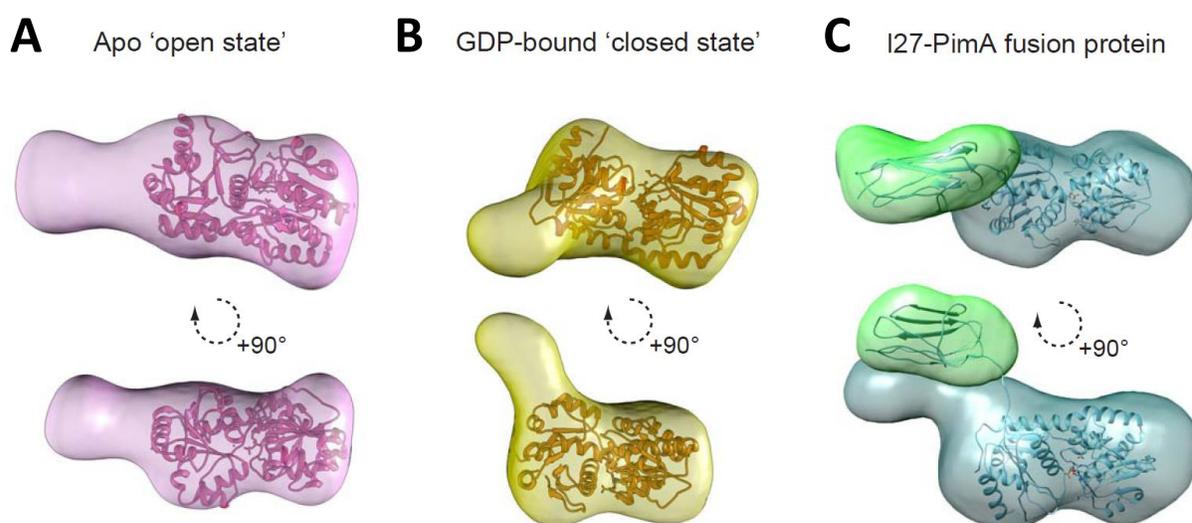 A Apo ‘open state’
B GDP-bound ‘closed state’
C I27-PimA fusion protein
+90°
+90°
+90°